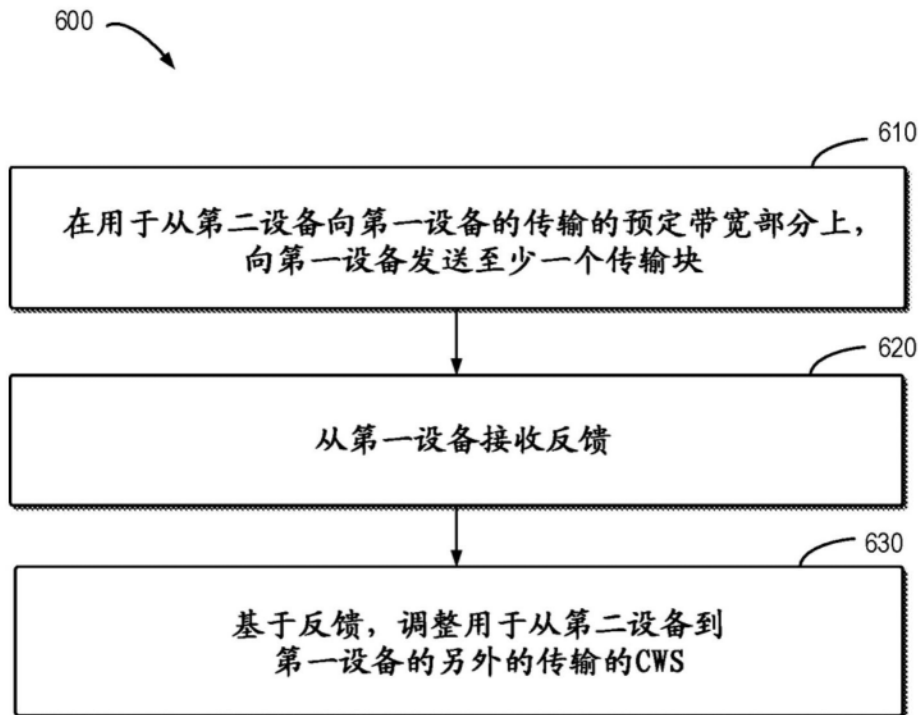 600
610
在用于从第二设备向第一设备的传输的预定带宽部分上，
向第一设备发送至少一个传输块
620
从第一设备接收反馈
630
基于反馈，调整用于从第二设备到
第一设备的另外的传输的CWS